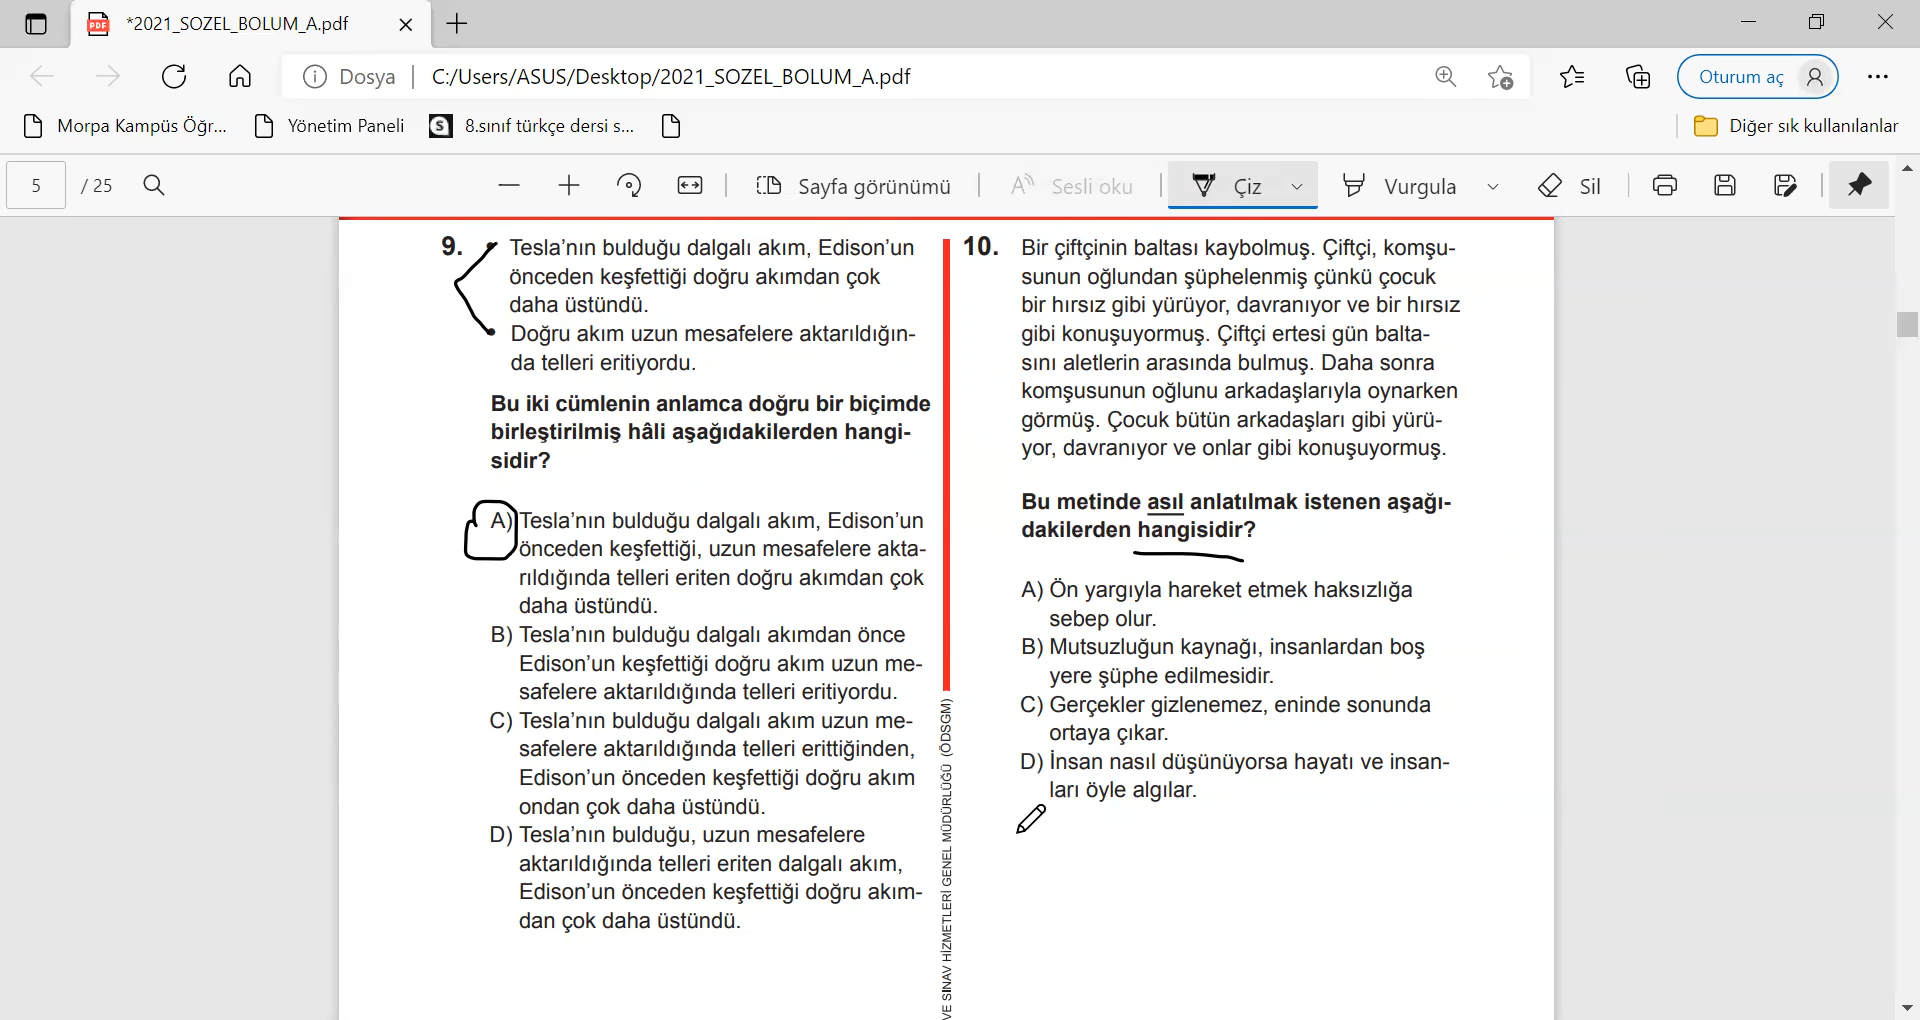 *2021_SOZEL_BOLUM_A.pdf
Dosya
C:/Users/ASUS/Desktop/2021_SOZEL_BOLUM_A.pdf
Oturum aç
Morpa Kampüs Öğr...
Yönetim Paneli
8.sınıf türkçe dersi s...
Diğer sık kullanılanlar
5
/ 25
Sayfa görünümü
Sesli oku
Çiz
Vurgula
Sil
9.
Tesla’nın bulduğu dalgalı akım, Edison’un
önceden keşfettiği doğru akımdan çok
daha üstündü.
Doğru akım uzun mesafelere aktarıldığın-
da telleri eritiyordu.
Bu iki cümlenin anlamca doğru bir biçimde
birleştirilmiş hâli aşağıdakilerden hangi-
sidir?
A) Tesla’nın bulduğu dalgalı akım, Edison’un
önceden keşfettiği, uzun mesafelere akta-
rıldığında telleri eriten doğru akımdan çok
daha üstündü.
B) Tesla’nın bulduğu dalgalı akımdan önce
Edison’un keşfettiği doğru akım uzun me-
safelere aktarıldığında telleri eritiyordu.
C) Tesla’nın bulduğu dalgalı akım uzun me-
safelere aktarıldığında telleri erittiğinden,
Edison’un önceden keşfettiği doğru akım
ondan çok daha üstündü.
D) Tesla’nın bulduğu, uzun mesafelere
aktarıldığında telleri eriten dalgalı akım,
Edison’un önceden keşfettiği doğru akım-
dan çok daha üstündü.
VE SINAV HİZMETLERİ GENEL MÜDÜRLÜĞÜ (ÖDSGM)
10.
Bir çiftçinin baltası kaybolmuş. Çiftçi, komşu-
sunun oğlundan şüphelenmiş çünkü çocuk
bir hırsız gibi yürüyor, davranıyor ve bir hırsız
gibi konuşuyormuş. Çiftçi ertesi gün balta-
sını aletlerin arasında bulmuş. Daha sonra
komşusunun oğlunu arkadaşlarıyla oynarken
görmüş. Çocuk bütün arkadaşları gibi yürü-
yor, davranıyor ve onlar gibi konuşuyormuş.
Bu metinde asıl anlatılmak istenen aşağı-
dakilerden hangisidir?
A) Ön yargıyla hareket etmek haksızlığa
sebep olur.
B) Mutsuzluğun kaynağı, insanlardan boş
yere şüphe edilmesidir.
C) Gerçekler gizlenemez, eninde sonunda
ortaya çıkar.
D) İnsan nasıl düşünüyorsa hayatı ve insan-
ları öyle algılar.